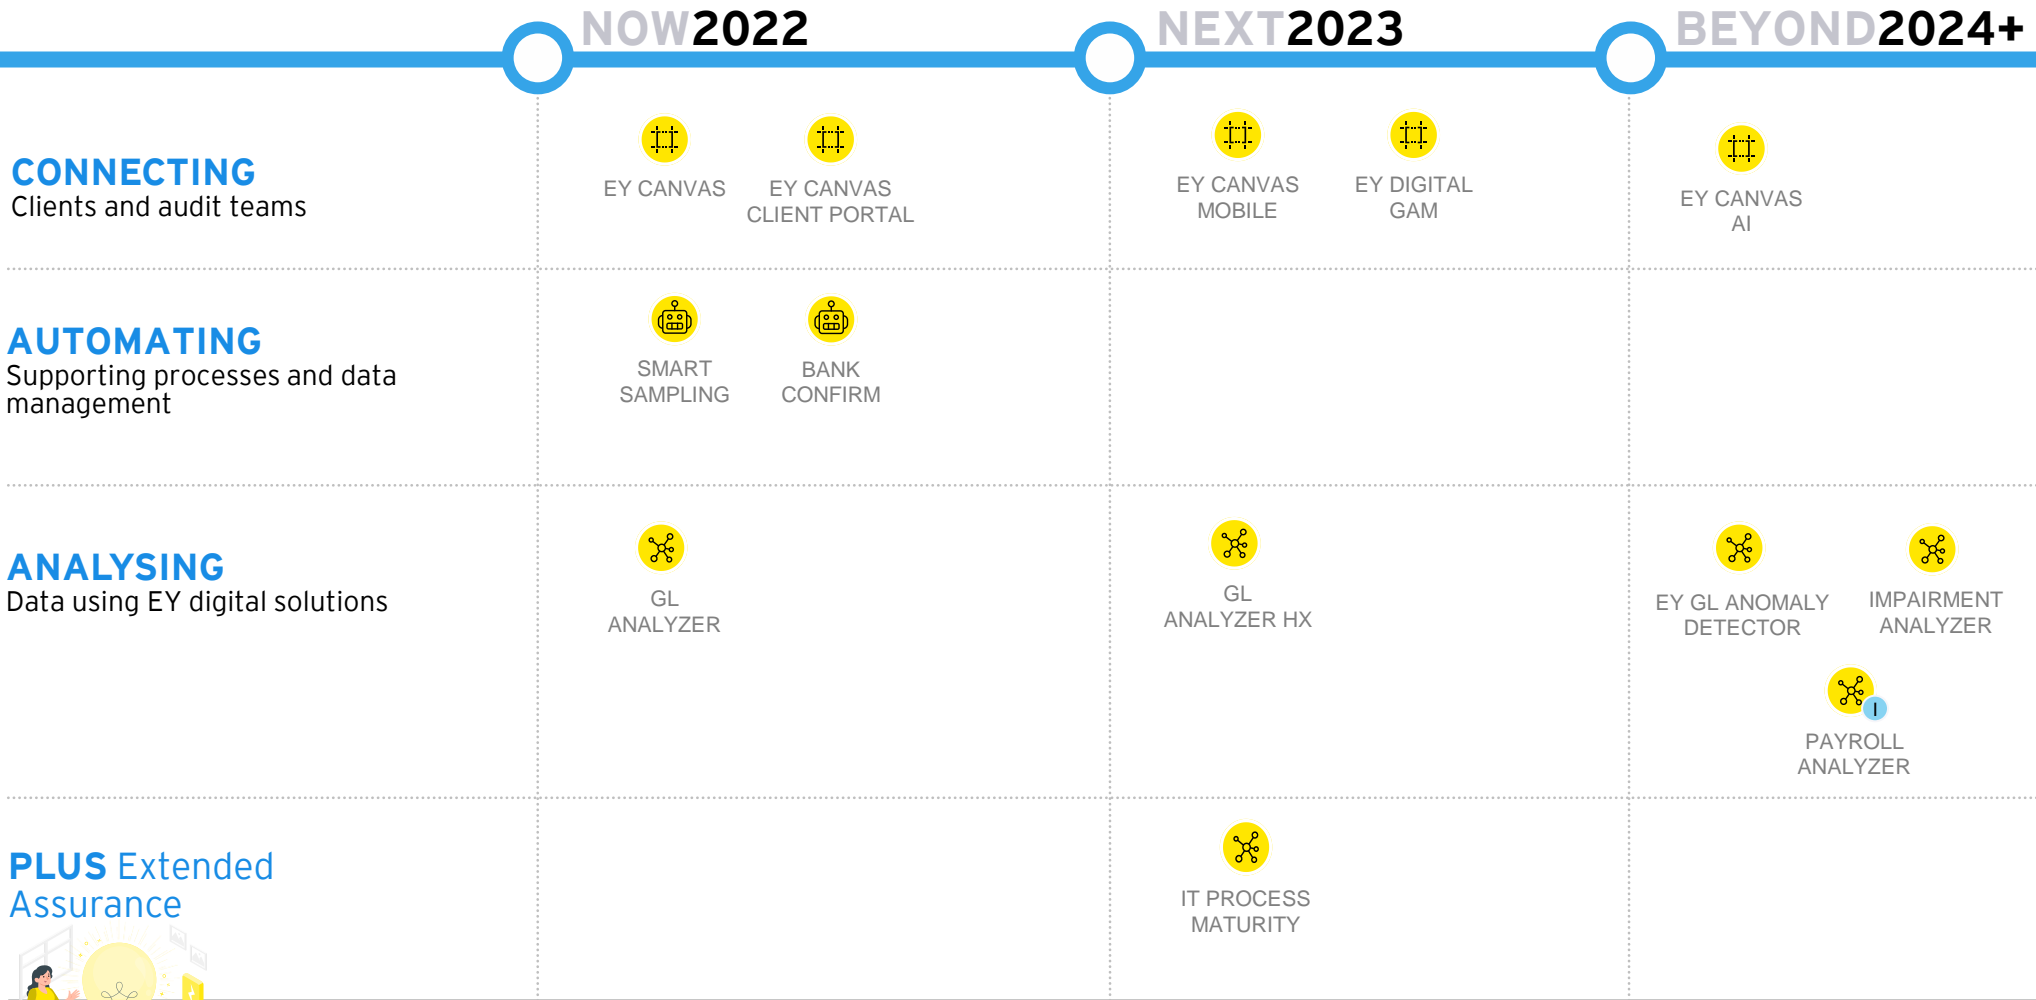 NOW2022
NEXT2023
BEYOND2024+
CONNECTING
Clients and audit teams
EY CANVAS
EY CANVAS
CLIENT PORTAL
EY CANVAS
MOBILE
EY DIGITAL
GAM
EY CANVAS
AI
AUTOMATING
Supporting processes and data
management
SMART
SAMPLING
BANK
CONFIRM
ANALYSING
Data using EY digital solutions
GL
ANALYZER
GL
ANALYZER HX
EY GL ANOMALY
DETECTOR
IMPAIRMENT
ANALYZER
I
PAYROLL
ANALYZER
PLUS Extended
Assurance
IT PROCESS
MATURITY